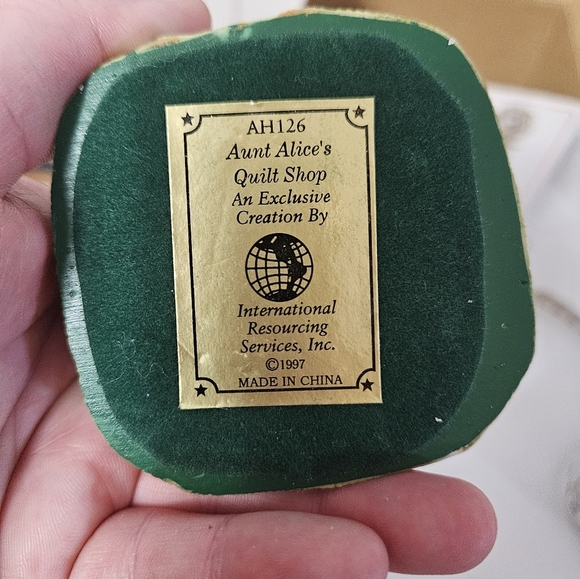 AH126
Aunt Alice's
Quilt Shop
An Exclusive
Creation By
International
Resourcing
Services, Inc.
©1997
MADE IN CHINA